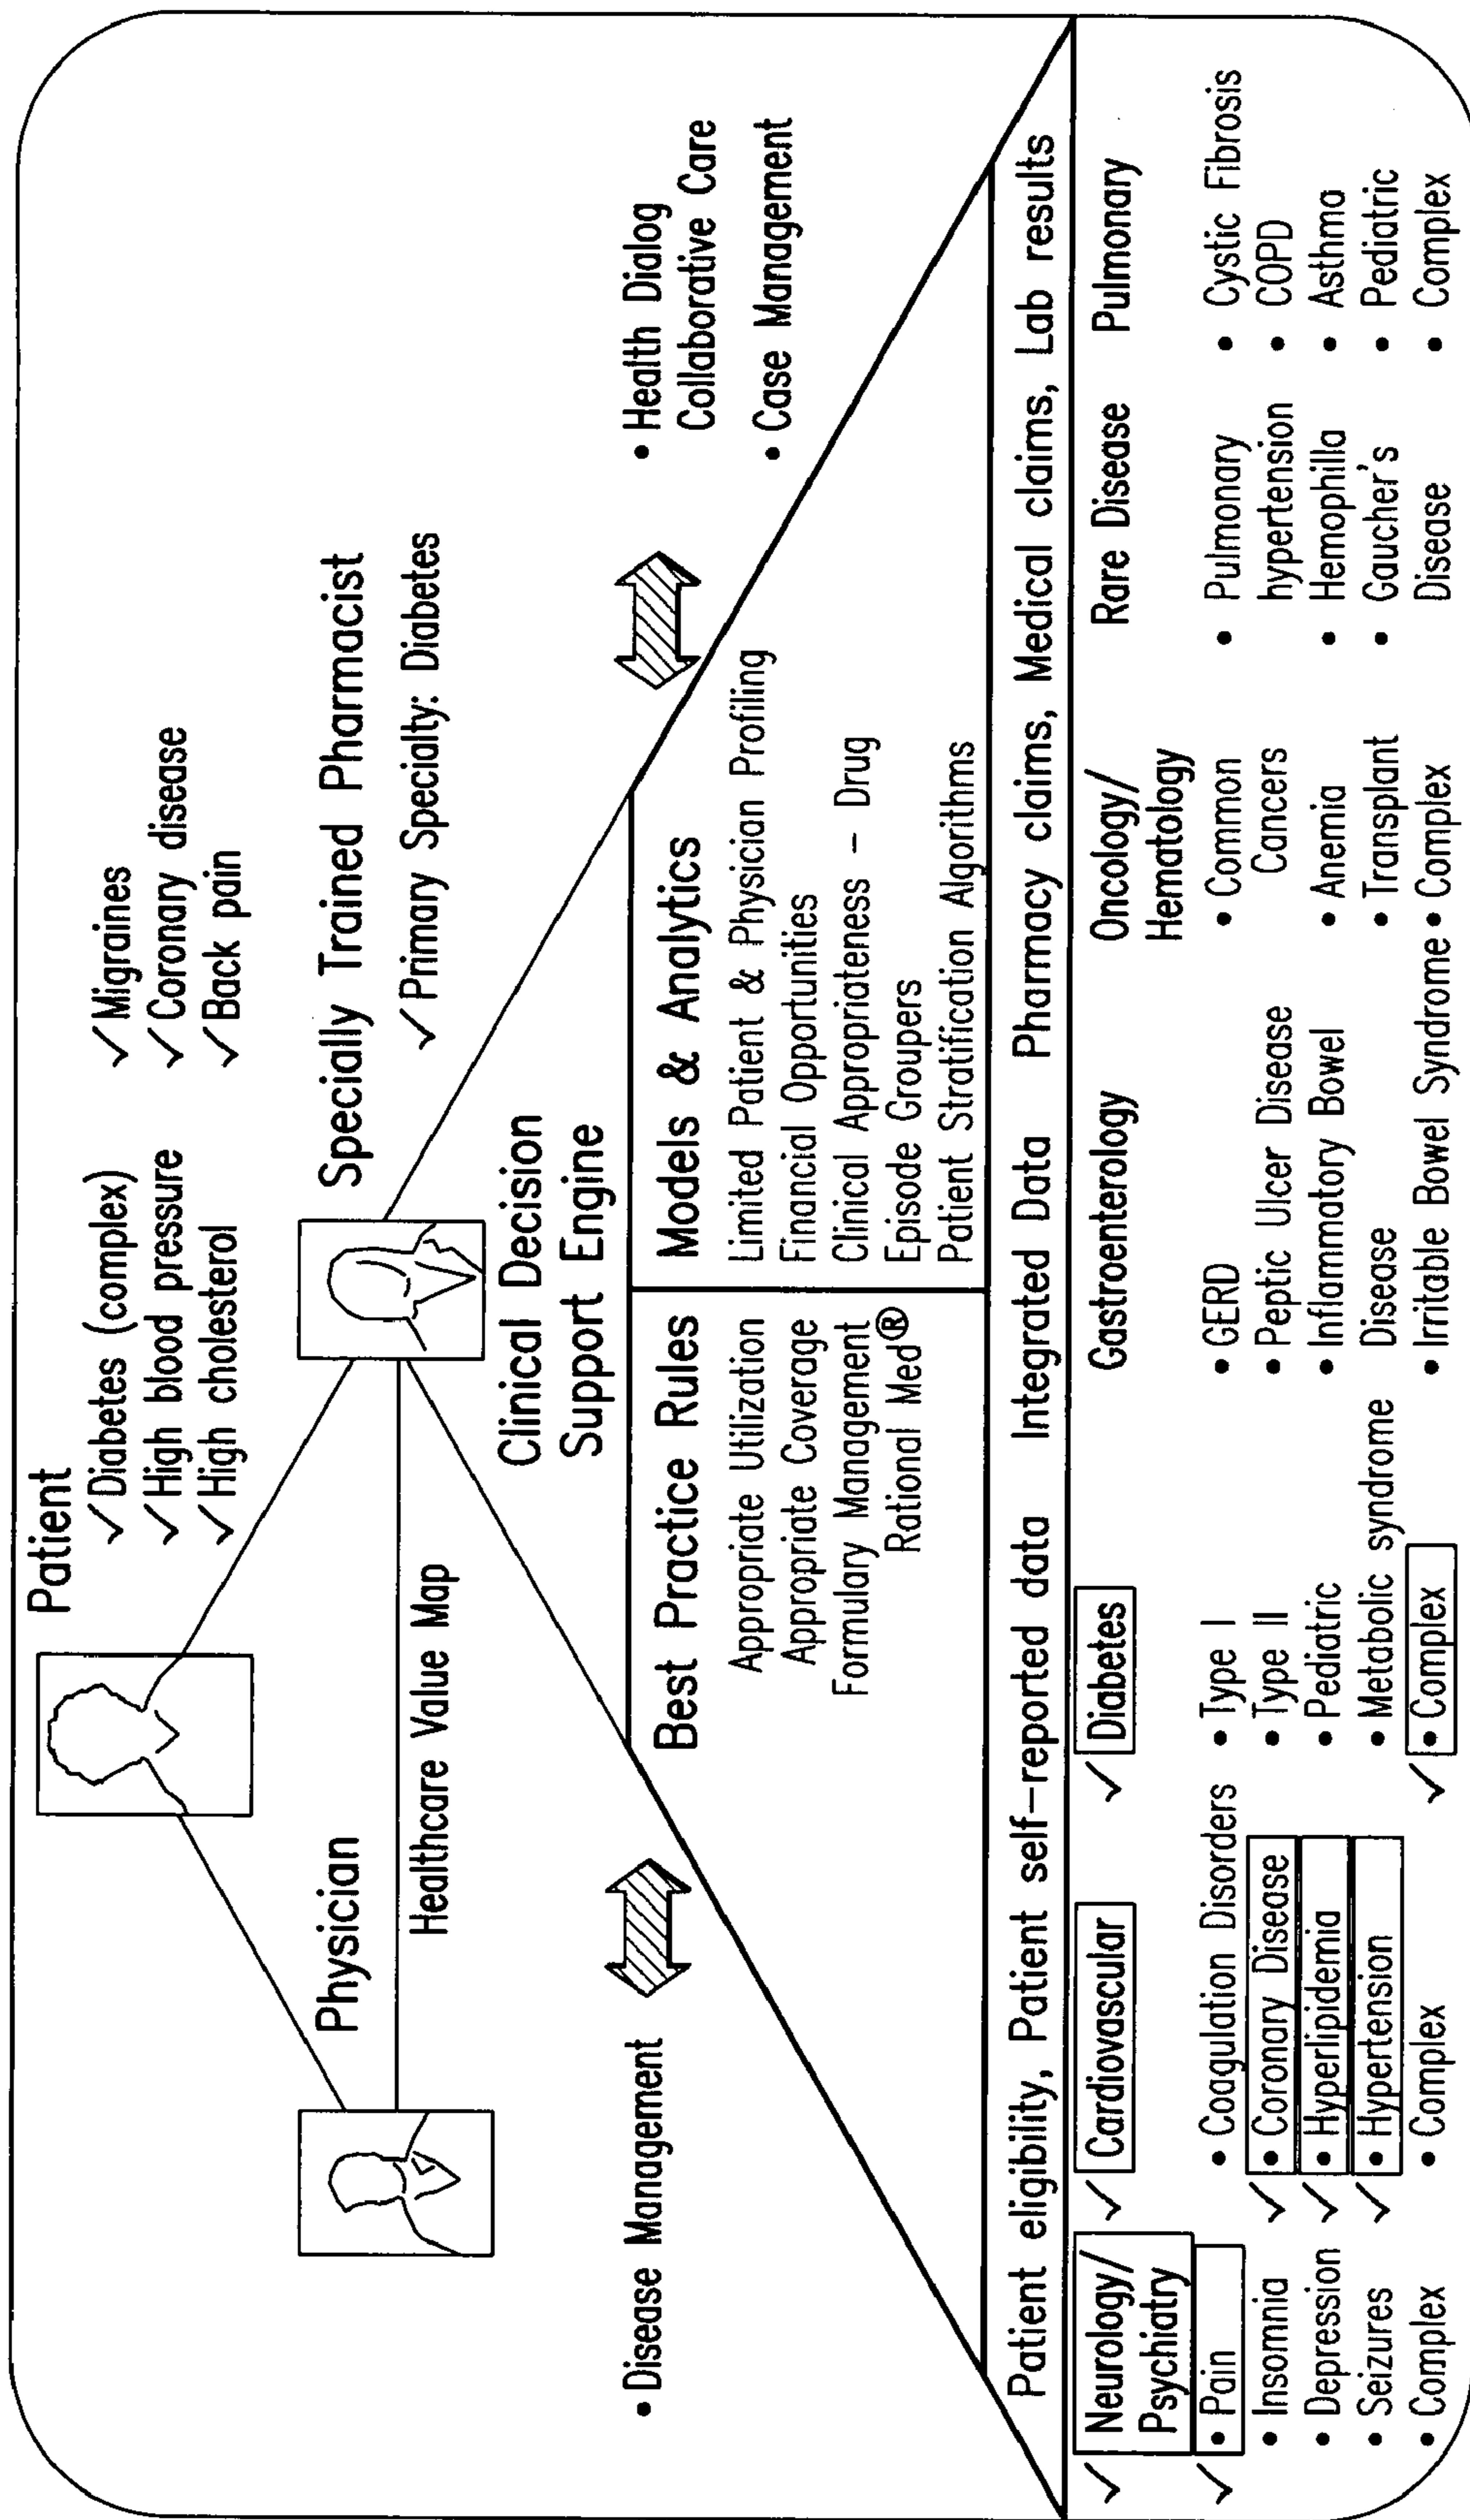 Patient
✓ Diabetes (complex)
✓ High blood pressure
✓ High cholesterol
✓ Migraines
✓ Coronary disease
✓ Back pain
Physician
Healthcare Value Map
Specially Trained Pharmacist
✓ Primary Specialty: Diabetes
Clinical Decision
Support Engine
• Disease Management
• Health Dialog
Collaborative Care
• Case Management
Best Practice Rules
Appropriate Utilization
Appropriate Coverage
Formulary Management
Rational Med®
Models & Analytics
Limited Patient & Physician Profiling
Financial Opportunities
Clinical Appropriateness – Drug
Episode Groupers
Patient Stratification Algorithms
Patient eligibility, Patient self-reported data Integrated Data Pharmacy claims, Medical claims, Lab results
✓ Neurology/
Psychiatry
✓ • Pain
• Insomnia
• Depression
• Seizures
• Complex
✓ Cardiovascular
• Coagulation Disorders
✓ • Coronary Disease
✓ • Hyperlipidemia
✓ • Hypertension
• Complex
✓ Diabetes
• Type I
• Type II
• Pediatric
• Metabolic syndrome
✓ • Complex
Gastroenterology
• GERD
• Peptic Ulcer Disease
• Inflammatory Bowel
Disease
• Irritable Bowel Syndrome
Oncology/
Hematology
• Common
Cancers
• Anemia
• Transplant
• Complex
Rare Disease
• Pulmonary
hypertension
• Hemophilla
• Gaucher's
Disease
Pulmonary
• Cystic Fibrosis
• COPD
• Asthma
• Pediatric
• Complex